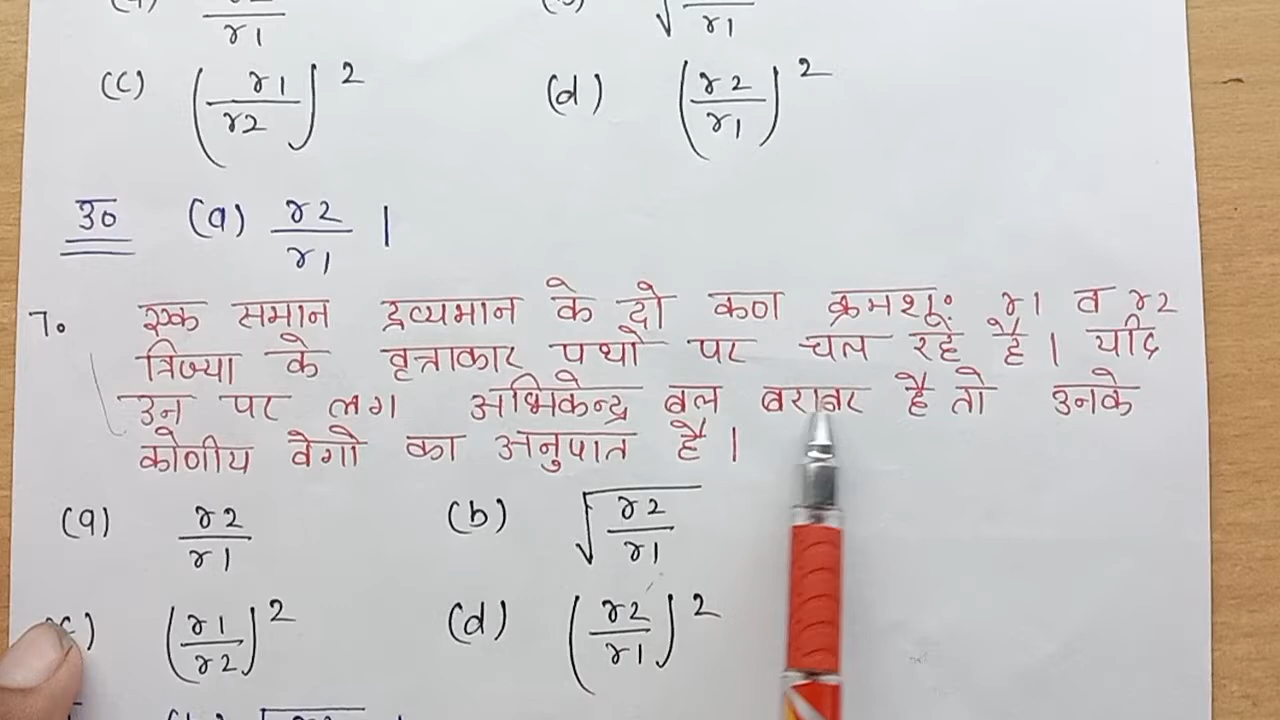 r1
r1
(c) (r1/r2)^2 (d) (r2/r1)^2
उ० (a) r2/r1 |
7. एक समान द्रव्यमान के दो कण क्रमशः r1 व r2
त्रिज्या के वृत्ताकार पथो पर चल रहे है। यदि
उन पर लग अभिकेन्द्र बल बराबर है तो उनके
कोणीय वेगो का अनुपात है।
(a) r2/r1 (b) √(r2/r1)
(r1/r2)^2 (d) (r2/r1)^2